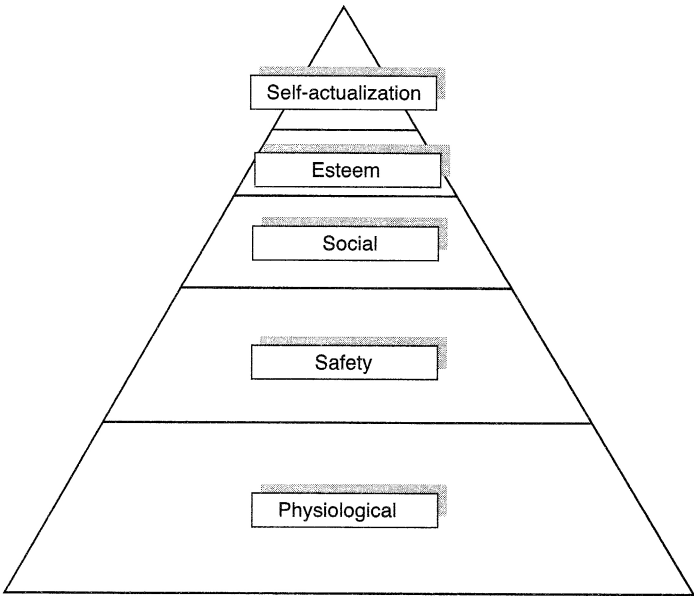 Self-actualization
Esteem
Social
Safety
Physiological